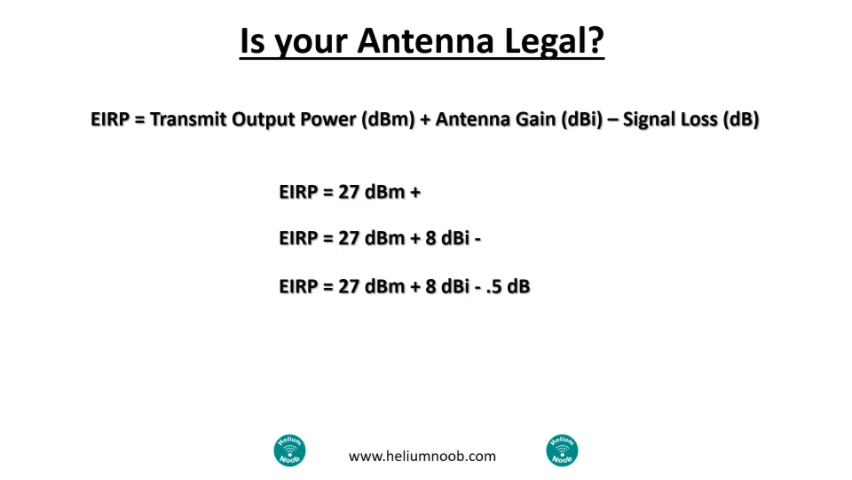 Is your Antenna Legal?
EIRP = Transmit Output Power (dBm) + Antenna Gain (dBi) – Signal Loss (dB)
EIRP = 27 dBm +
EIRP = 27 dBm + 8 dBi -
EIRP = 27 dBm + 8 dBi - .5 dB
Helium
Noob
www.heliumnoob.com
Helium
Noob